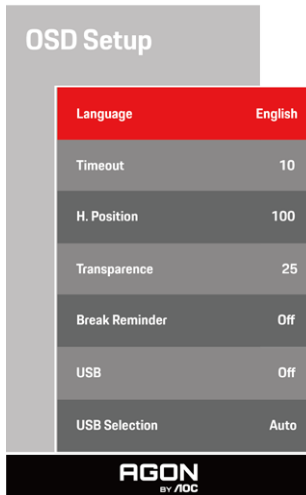 OSD Setup
Language English
Timeout 10
H. Position 100
Transparence 25
Break Reminder Off
USB Off
USB Selection Auto
AGON
BY AOC